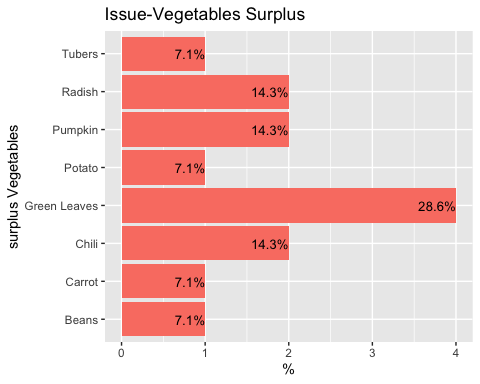 Issue-Vegetables Surplus
surplus Vegetables
Tubers 7.1%
Radish 14.3%
Pumpkin 14.3%
Potato 7.1%
Green Leaves 28.6%
Chili 14.3%
Carrot 7.1%
Beans 7.1%
0 1 2 3 4
%